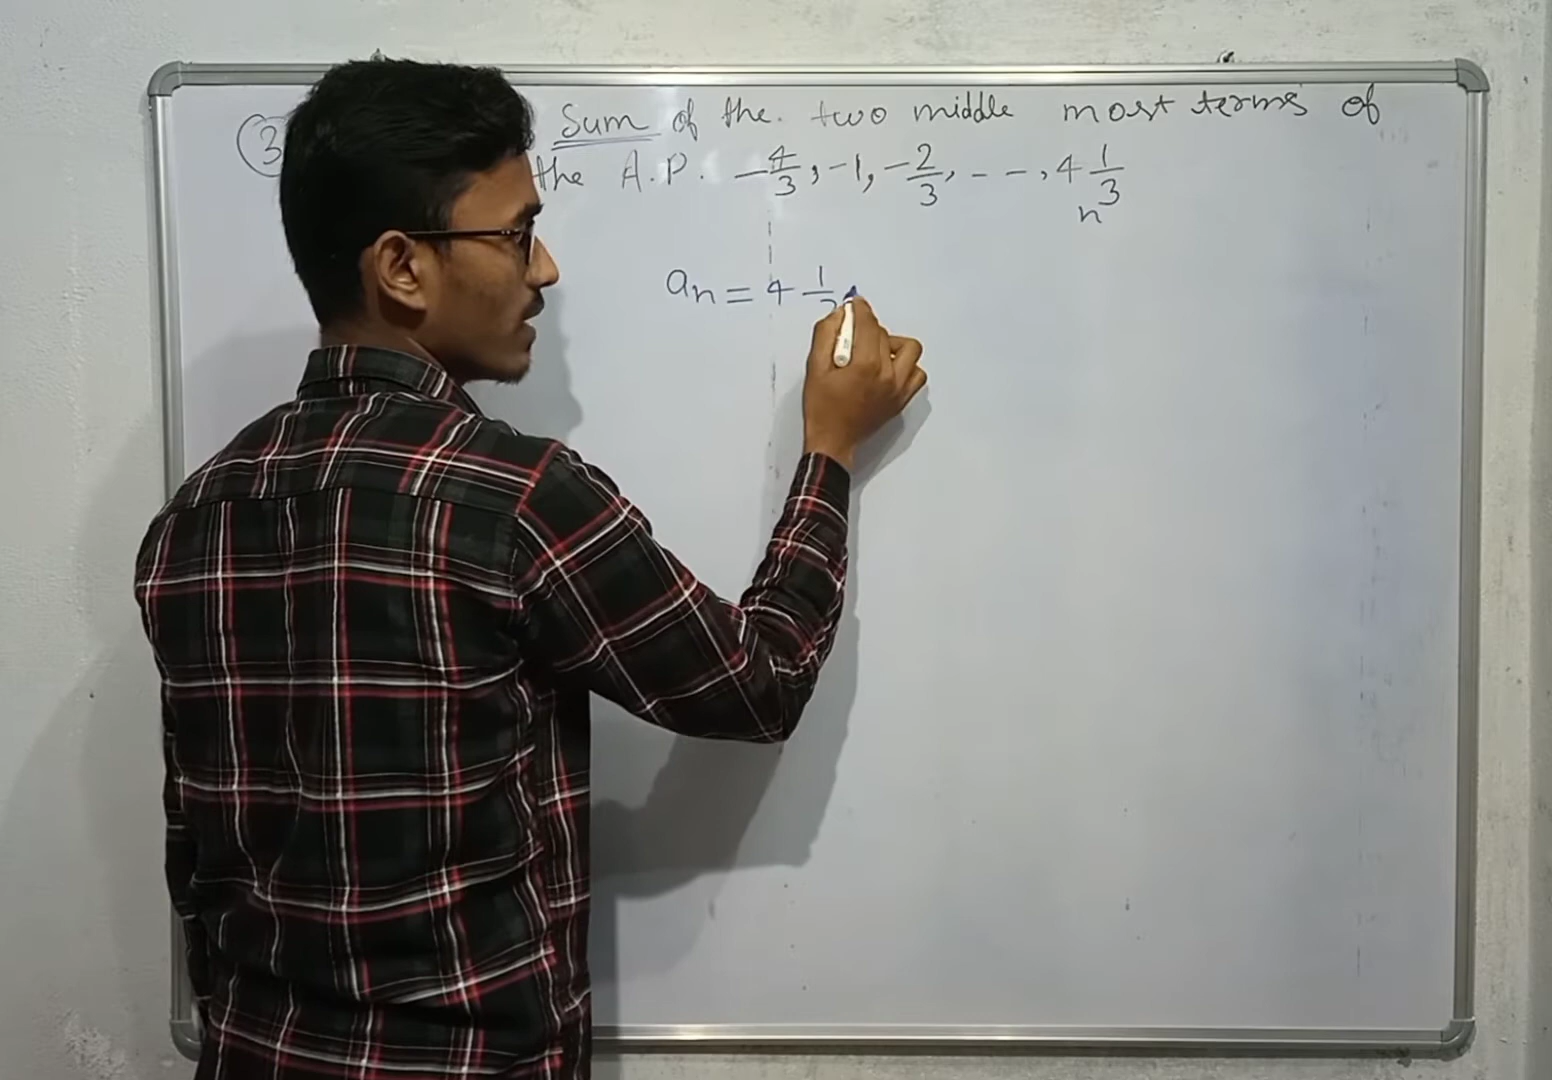 ③ Sum of the two middle most terms of
the A.P. -4/3, -1, -2/3, - - -, 4 1/3
n
aₙ = 4 1/3